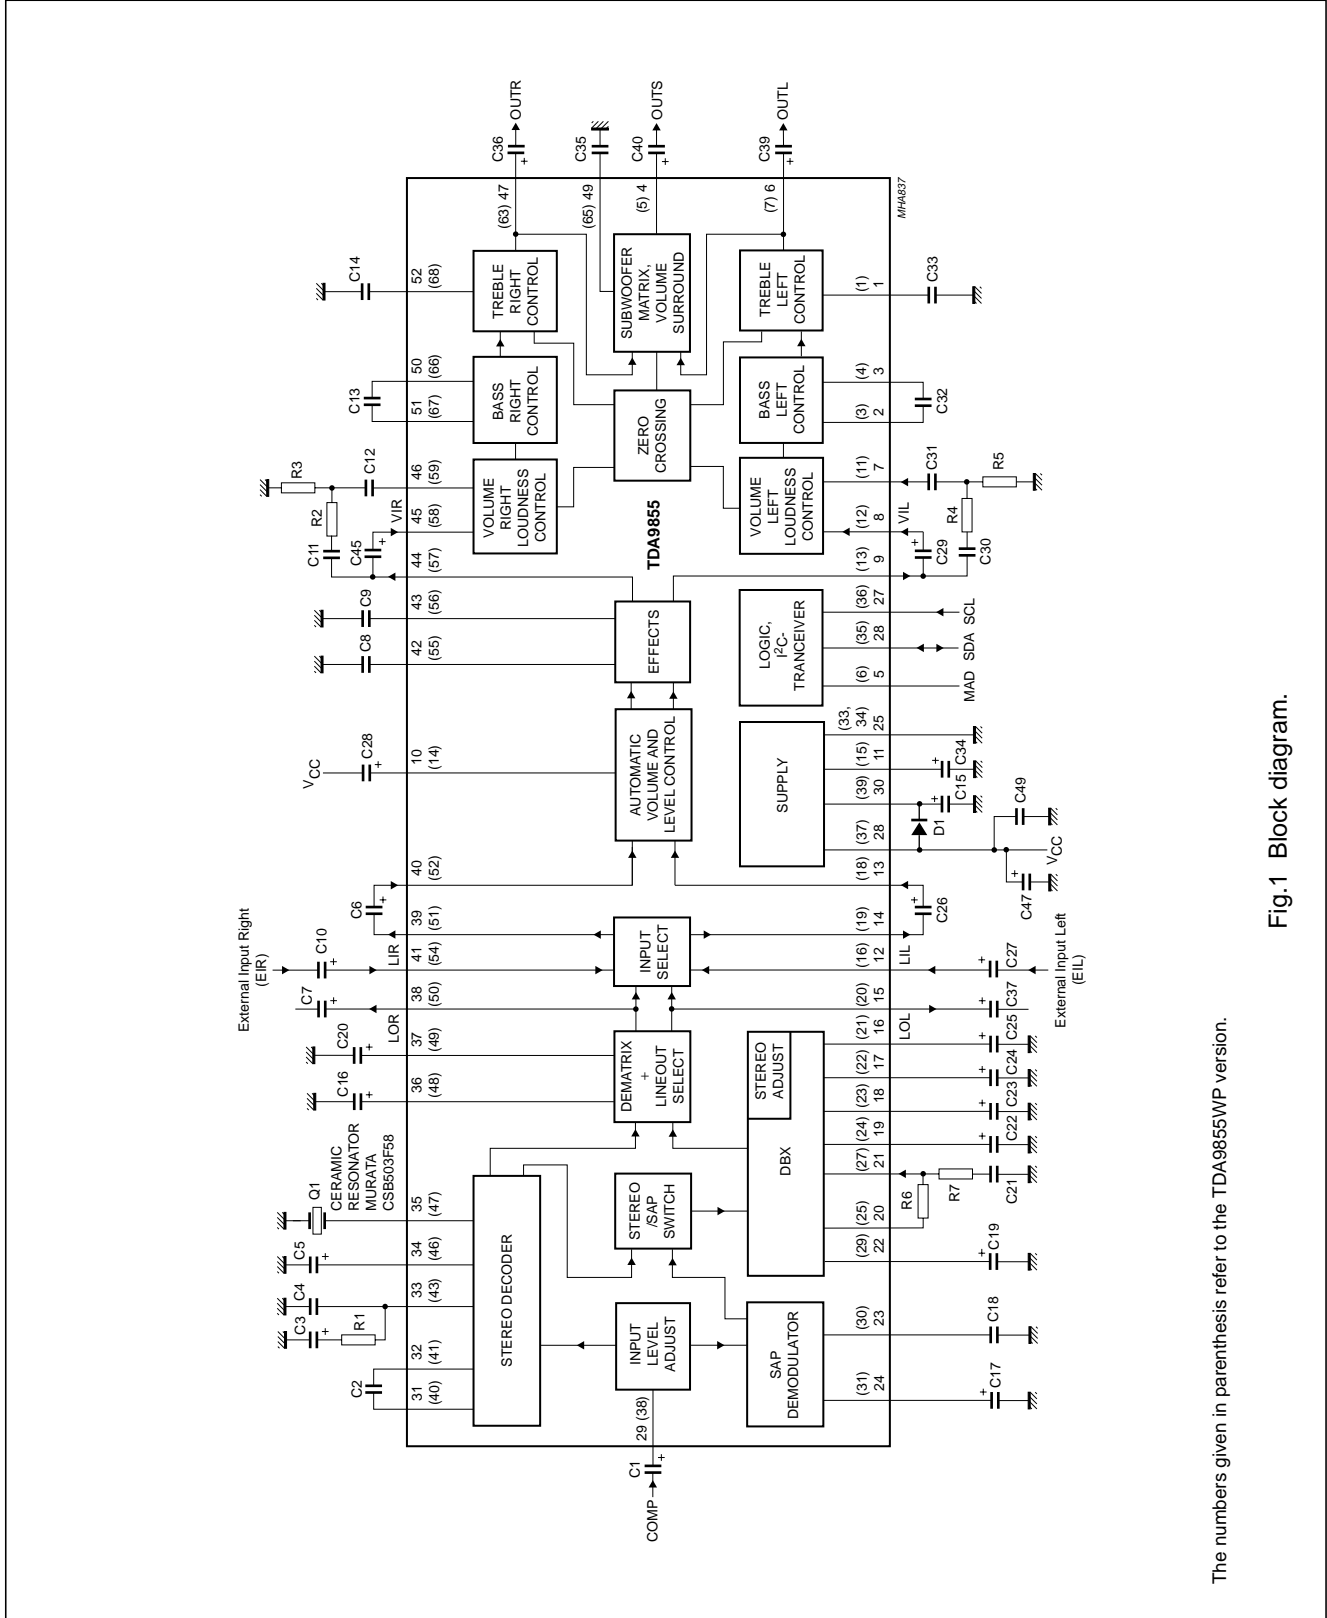 External Input Right
(EIR)
CERAMIC
RESONATOR
MURATA
CSB503F58
Q1
C3
C4
C5
R1
C2
C16
C20
C7
C10
C6
VCC
C28
C8
C9
C11
R2
R3
C45
C12
C13
C14
LOR
LIR
VIR
31
(40)
32
(41)
33
(43)
34
(46)
35
(47)
36
(48)
37
(49)
38
(50)
41
(54)
39
(51)
40
(52)
10
(14)
42
(55)
43
(56)
44
(57)
45
(58)
46
(59)
51
(67)
50
(66)
52
(68)
STEREO DECODER
VOLUME
RIGHT
LOUDNESS
CONTROL
BASS
RIGHT
CONTROL
TREBLE
RIGHT
CONTROL
(63) 47
C36
OUTR
(65) 49
C35
COMP
C1
29 (38)
INPUT
LEVEL
ADJUST
STEREO
/SAP
SWITCH
DEMATRIX
+
LINEOUT
SELECT
INPUT
SELECT
AUTOMATIC
VOLUME AND
LEVEL CONTROL
EFFECTS
TDA9855
ZERO
CROSSING
SUBWOOFER
MATRIX,
VOLUME
SURROUND
(5) 4
C40
OUTS
SAP
DEMODULATOR
DBX
STEREO
ADJUST
SUPPLY
LOGIC,
I2C-
TRANCEIVER
VOLUME
LEFT
LOUDNESS
CONTROL
BASS
LEFT
CONTROL
TREBLE
LEFT
CONTROL
(7) 6
C39
OUTL
(31)
24
(30)
23
(29)
22
(25)
20
(27)
21
(24)
19
(23)
18
(22)
17
(21)
16
(20)
15
(16)
12
(19)
14
(18)
13
(37)
28
(39)
30
(15)
11
(33,
34)
25
(6)
5
(35)
28
(36)
27
(13)
9
(12)
8
(11)
7
(3)
2
(4)
3
(1)
1
LOL
LIL
VIL
MHA837
C17
C18
C19
R6
R7
C21
C22
C23
C24
C25
C37
C27
C26
C47
VCC
C49
D1
C15
C34
MAD
SDA
SCL
C29
C30
R4
C31
R5
C32
C33
External Input Left
(EIL)
The numbers given in parenthesis refer to the TDA9855WP version.
Fig.1 Block diagram.